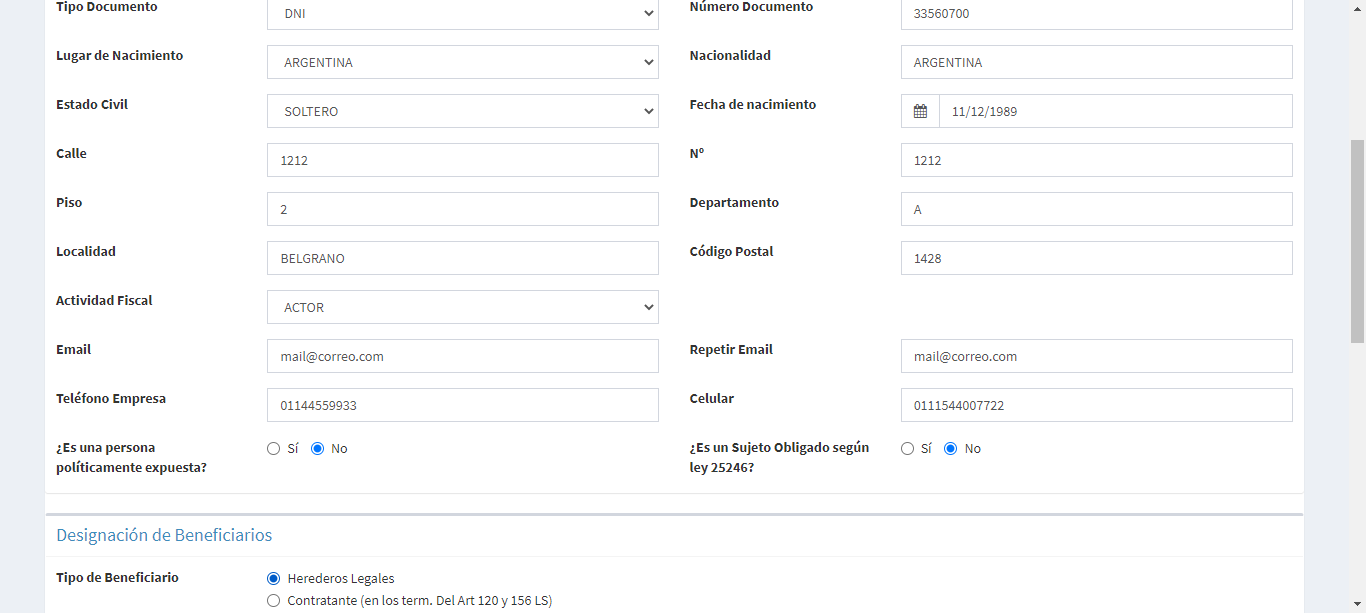 Tipo Documento DNI Número Documento 33560700
Lugar de Nacimiento ARGENTINA Nacionalidad ARGENTINA
Estado Civil SOLTERO Fecha de nacimiento 11/12/1989
Calle 1212 Nº 1212
Piso 2 Departamento A
Localidad BELGRANO Código Postal 1428
Actividad Fiscal ACTOR
Email mail@correo.com Repetir Email mail@correo.com
Teléfono Empresa 01144559933 Celular 0111544007722
¿Es una persona Sí No ¿Es un Sujeto Obligado según Sí No
políticamente expuesta? ley 25246?
Designación de Beneficiarios
Tipo de Beneficiario Herederos Legales
Contratante (en los term. Del Art 120 y 156 LS)